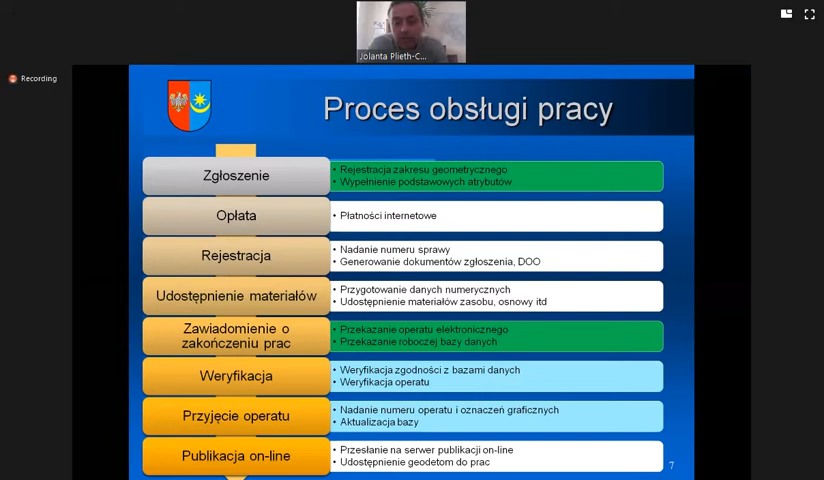 Jolanta Plieth-C...
Recording
Proces obsługi pracy
Zgłoszenie
• Rejestracja zakresu geometrycznego
• Wypełnienie podstawowych atrybutów
Opłata
• Płatności internetowe
Rejestracja
• Nadanie numeru sprawy
• Generowanie dokumentów zgłoszenia, DOO
Udostępnienie materiałów
• Przygotowanie danych numerycznych
• Udostępnienie materiałów zasobu, osnowy itd
Zawiadomienie o
zakończeniu prac
• Przekazanie operatu elektronicznego
• Przekazanie roboczej bazy danych
Weryfikacja
• Weryfikacja zgodności z bazami danych
• Weryfikacja operatu
Przyjęcie operatu
• Nadanie numeru operatu i oznaczeń graficznych
• Aktualizacja bazy
Publikacja on-line
• Przesłanie na serwer publikacji on-line
• Udostępnienie geodetom do prac
7